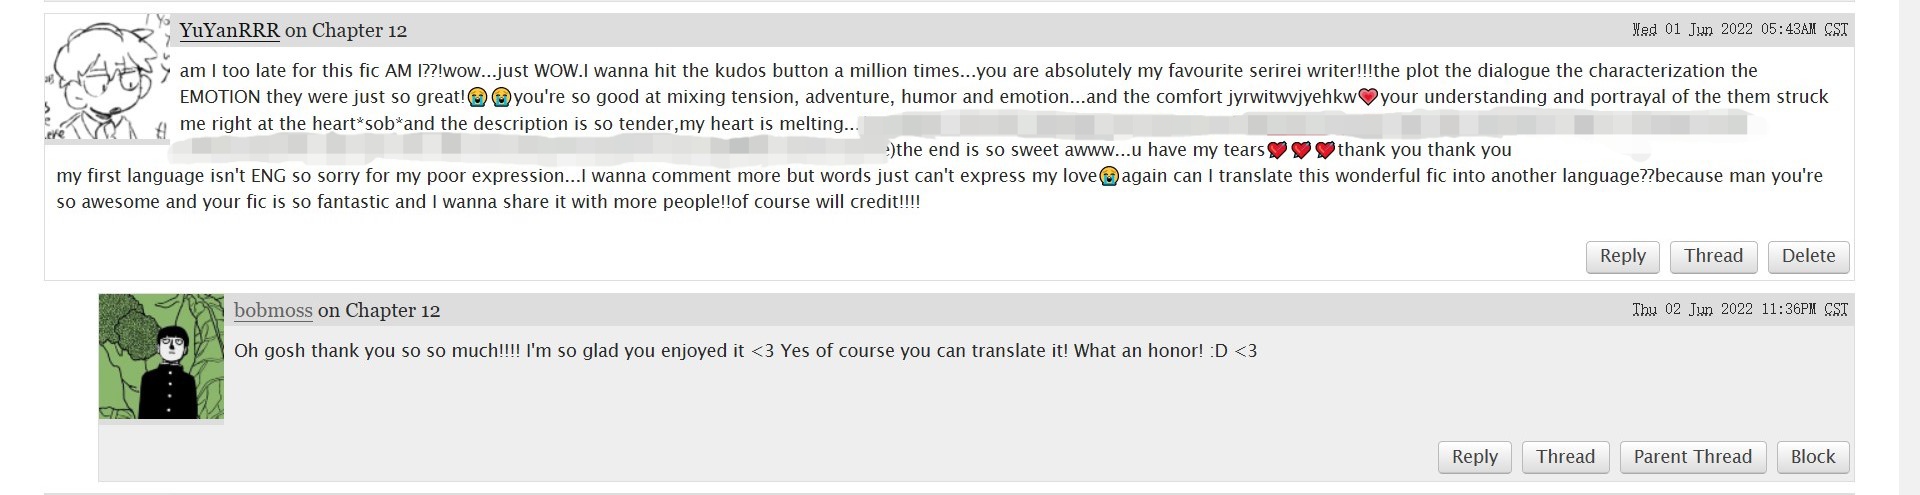 YuYanRRR on Chapter 12
Wed 01 Jun 2022 05:43AM CST
am I too late for this fic AM I??!wow...just WOW.I wanna hit the kudos button a million times...you are absolutely my favourite serirei writer!!!the plot the dialogue the characterization the
EMOTION they were just so great!😭😭you're so good at mixing tension, adventure, humor and emotion...and the comfort jyrwitwvjyehkw❤️your understanding and portrayal of the them struck
me right at the heart*sob*and the description is so tender,my heart is melting...
)the end is so sweet awww...u have my tears💘💘💘thank you thank you
my first language isn't ENG so sorry for my poor expression...I wanna comment more but words just can't express my love😭again can I translate this wonderful fic into another language??because man you're
so awesome and your fic is so fantastic and I wanna share it with more people!!of course will credit!!!!
Reply Thread Delete
bobmoss on Chapter 12
Thu 02 Jun 2022 11:36PM CST
Oh gosh thank you so so much!!!! I'm so glad you enjoyed it <3 Yes of course you can translate it! What an honor! :D <3
Reply Thread Parent Thread Block